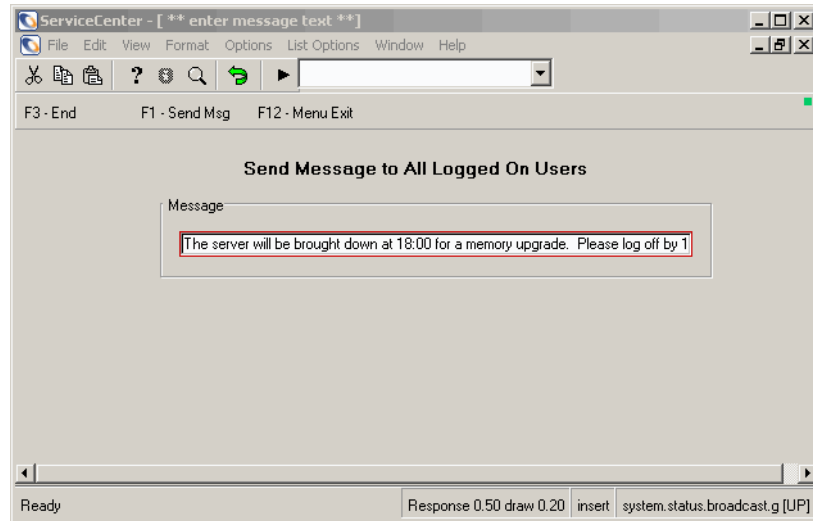 ServiceCenter - [ ** enter message text **]
File Edit View Format Options List Options Window Help
F3 - End F1 - Send Msg F12 - Menu Exit
Send Message to All Logged On Users
Message
The server will be brought down at 18:00 for a memory upgrade. Please log off by 1
Ready Response 0.50 draw 0.20 insert system.status.broadcast.g [UP]